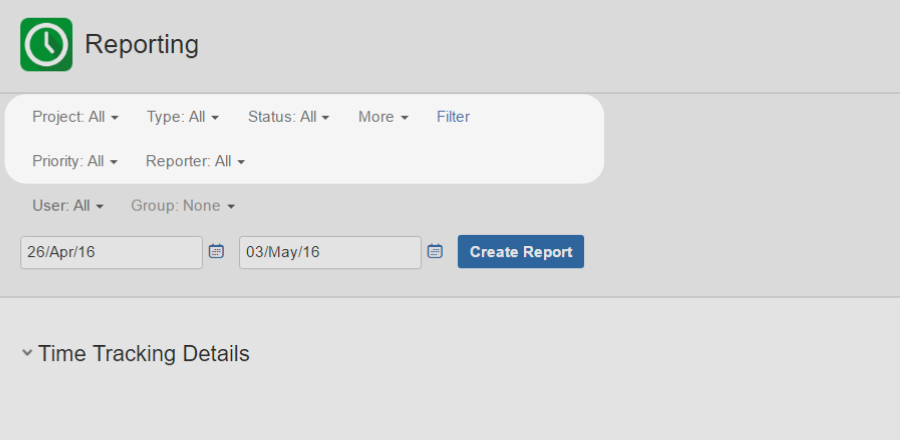 Reporting
Project: All Type: All Status: All More Filter
Priority: All Reporter: All
User: All Group: None
26/Apr/16 03/May/16 Create Report
Time Tracking Details